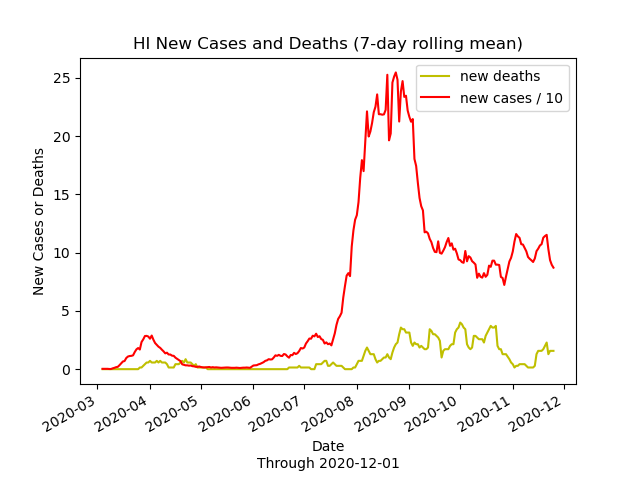 HI New Cases and Deaths (7-day rolling mean)
new deaths
new cases / 10
25
20
15
10
5
0
New Cases or Deaths
2020-03
2020-04
2020-05
2020-06
2020-07
2020-08
2020-09
2020-10
2020-11
2020-12
Date
Through 2020-12-01